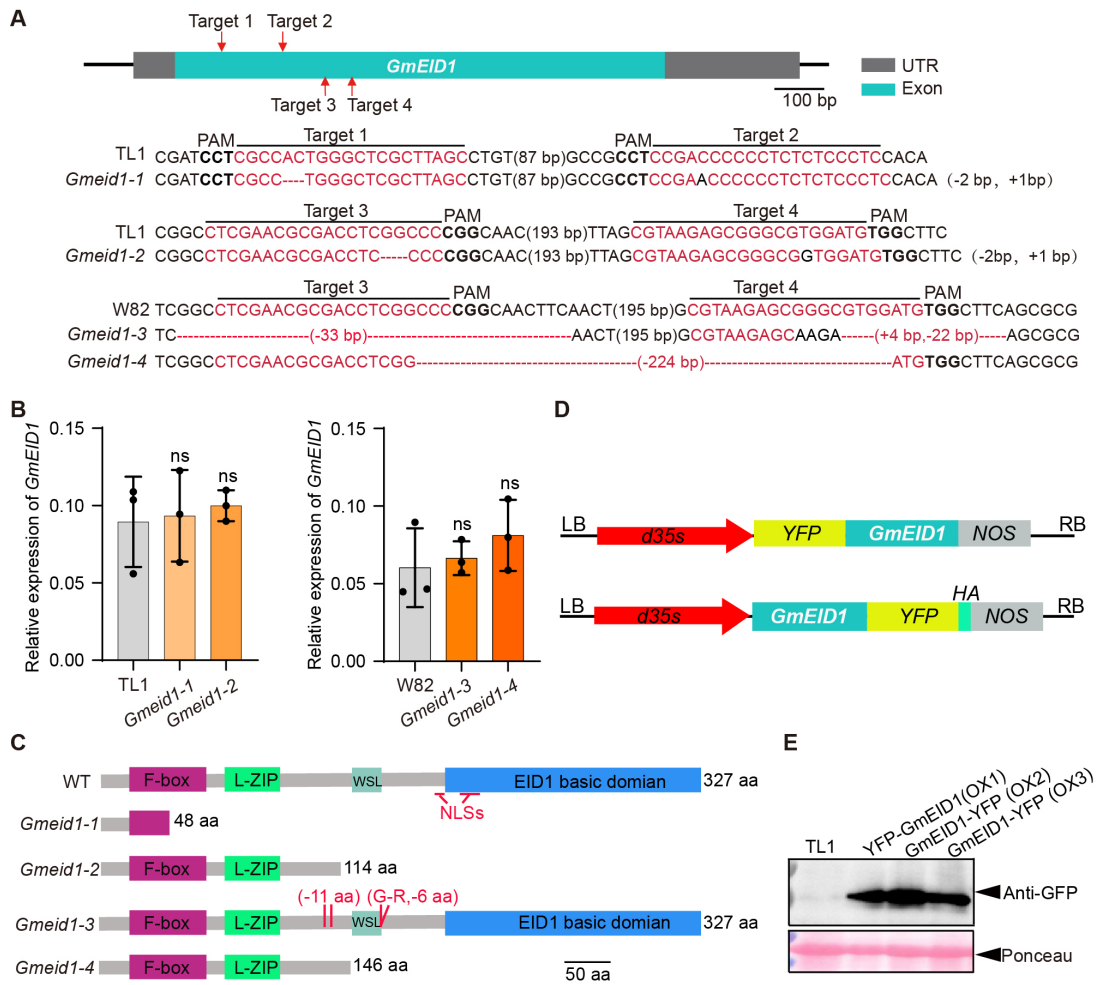 A
Target 1 Target 2
GmEID1
UTR
Exon
Target 3 Target 4
100 bp
PAM Target 1 PAM Target 2
TL1 CGATCCTCGCCACTGGGCTCGCTTAGCCTGT(87 bp)GCCGCCTCCGACCCCCCTCTCTCCCTCCACA
Gmeid1-1 CGATCCTCGCC----TGGGCTCGCTTAGCCTGT(87 bp)GCCGCCTCCGAACCCCCCTCTCTCCCTCCACA (-2 bp, +1bp)
Target 3 PAM Target 4 PAM
TL1 CGGCCTCGAACGCGACCTCGGCCCCGGCAAC(193 bp)TTAGCGTAAGAGCGGGCGTGGATGTGGCTTC
Gmeid1-2 CGGCCTCGAACGCGACCTC-----CCCCGGCAAC(193 bp)TTAGCGTAAGAGCGGGCGGTGGATGTGGCTTC (-2bp, +1 bp)
Target 3 PAM Target 4 PAM
W82 TCGGCCTCGAACGCGACCTCGGCCCCGGCAACTTCAACT(195 bp)GCGTAAGAGCGGGCGTGGATGTGGCTTCAGCGCG
Gmeid1-3 TC----------------------(-33 bp)----------------------------------AACT(195 bp)GCGTAAGAGCAAGA------(+4 bp,-22 bp)-----AGCGCG
Gmeid1-4 TCGGCCTCGAACGCGACCTCGG-------------------------------------(-224 bp)-------------------------------ATGTGGCTTCAGCGCG
B
Relative expression of GmEID1
0.15
0.10
0.05
0.00
ns ns
TL1
Gmeid1-1
Gmeid1-2
Relative expression of GmEID1
0.15
0.10
0.05
0.00
ns
ns
W82
Gmeid1-3
Gmeid1-4
D
LB d35s YFP GmEID1 NOS RB
HA
LB d35s GmEID1 YFP NOS RB
C
WT F-box L-ZIP WSL EID1 basic domian 327 aa
NLSs
Gmeid1-1 48 aa
Gmeid1-2 F-box L-ZIP 114 aa
(-11 aa) (G-R,-6 aa)
Gmeid1-3 F-box L-ZIP WSL EID1 basic domian 327 aa
Gmeid1-4 F-box L-ZIP 146 aa
50 aa
E
TL1
YFP-GmEID1(OX1)
GmEID1-YFP (OX2)
GmEID1-YFP (OX3)
Anti-GFP
Ponceau